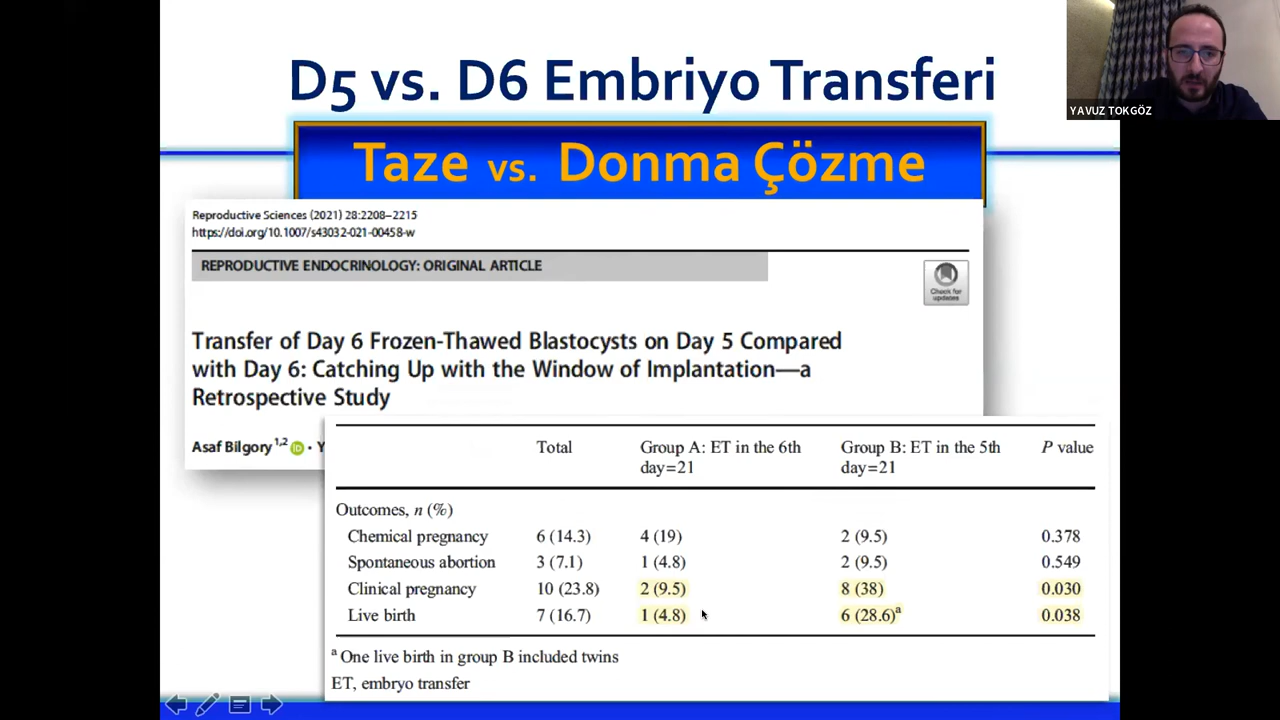 D5 vs. D6 Embriyo Transferi
YAVUZ TOKGÖZ
Taze vs. Donma Çözme
Reproductive Sciences (2021) 28:2208–2215
https://doi.org/10.1007/s43032-021-00458-w
REPRODUCTIVE ENDOCRINOLOGY: ORIGINAL ARTICLE
Check for
updates
Transfer of Day 6 Frozen-Thawed Blastocysts on Day 5 Compared
with Day 6: Catching Up with the Window of Implantation—a
Retrospective Study
Asaf Bilgory 1,2 iD · Y
Total Group A: ET in the 6th Group B: ET in the 5th P value
day=21 day=21
Outcomes, n (%)
Chemical pregnancy 6 (14.3) 4 (19) 2 (9.5) 0.378
Spontaneous abortion 3 (7.1) 1 (4.8) 2 (9.5) 0.549
Clinical pregnancy 10 (23.8) 2 (9.5) 8 (38) 0.030
Live birth 7 (16.7) 1 (4.8) 6 (28.6)a 0.038
a One live birth in group B included twins
ET, embryo transfer